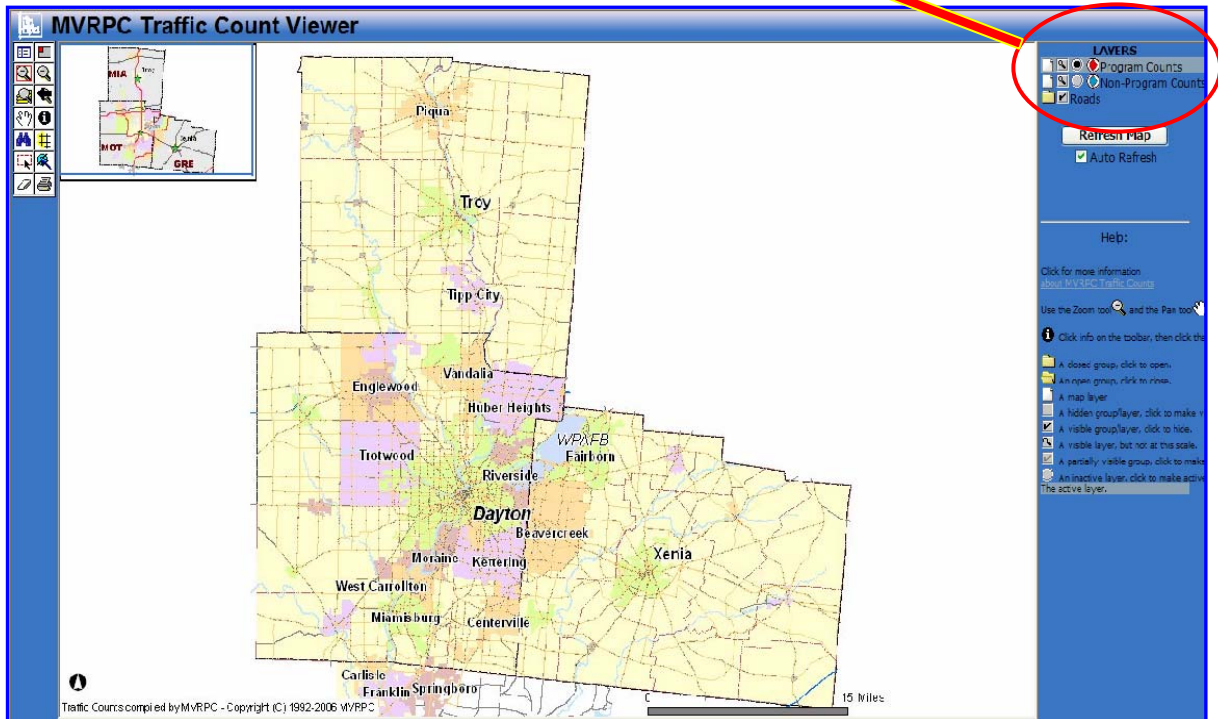 MVRPC Traffic Count Viewer
MIA
Troy
MOT
GRE
Piqua
Troy
Tipp City
Vandalia
Englewood
Huber Heights
WPAFB
Fairborn
Trotwood
Riverside
Dayton
Beavercreek
Moraine
Kettering
Xenia
West Carrollton
Miamisburg
Centerville
Carlisle
Franklin
Springboro
Traffic Counts compiled by MVRPC - Copyright (C) 1992-2006 MVRPC
0
15 Miles
LAYERS
Program Counts
Non-Program Counts
Roads
Refresh Map
Auto Refresh
Help:
Click for more information
about MVRPC Traffic Counts
Use the Zoom tool and the Pan tool
Click info on the toolbar, then click the
A closed group, click to open.
An open group, click to close.
A map layer
A hidden group/layer, click to make v
A visible group/layer, click to hide.
A visible layer, but not at this scale.
A partially visible group, click to make
An inactive layer, click to make active
The active layer.